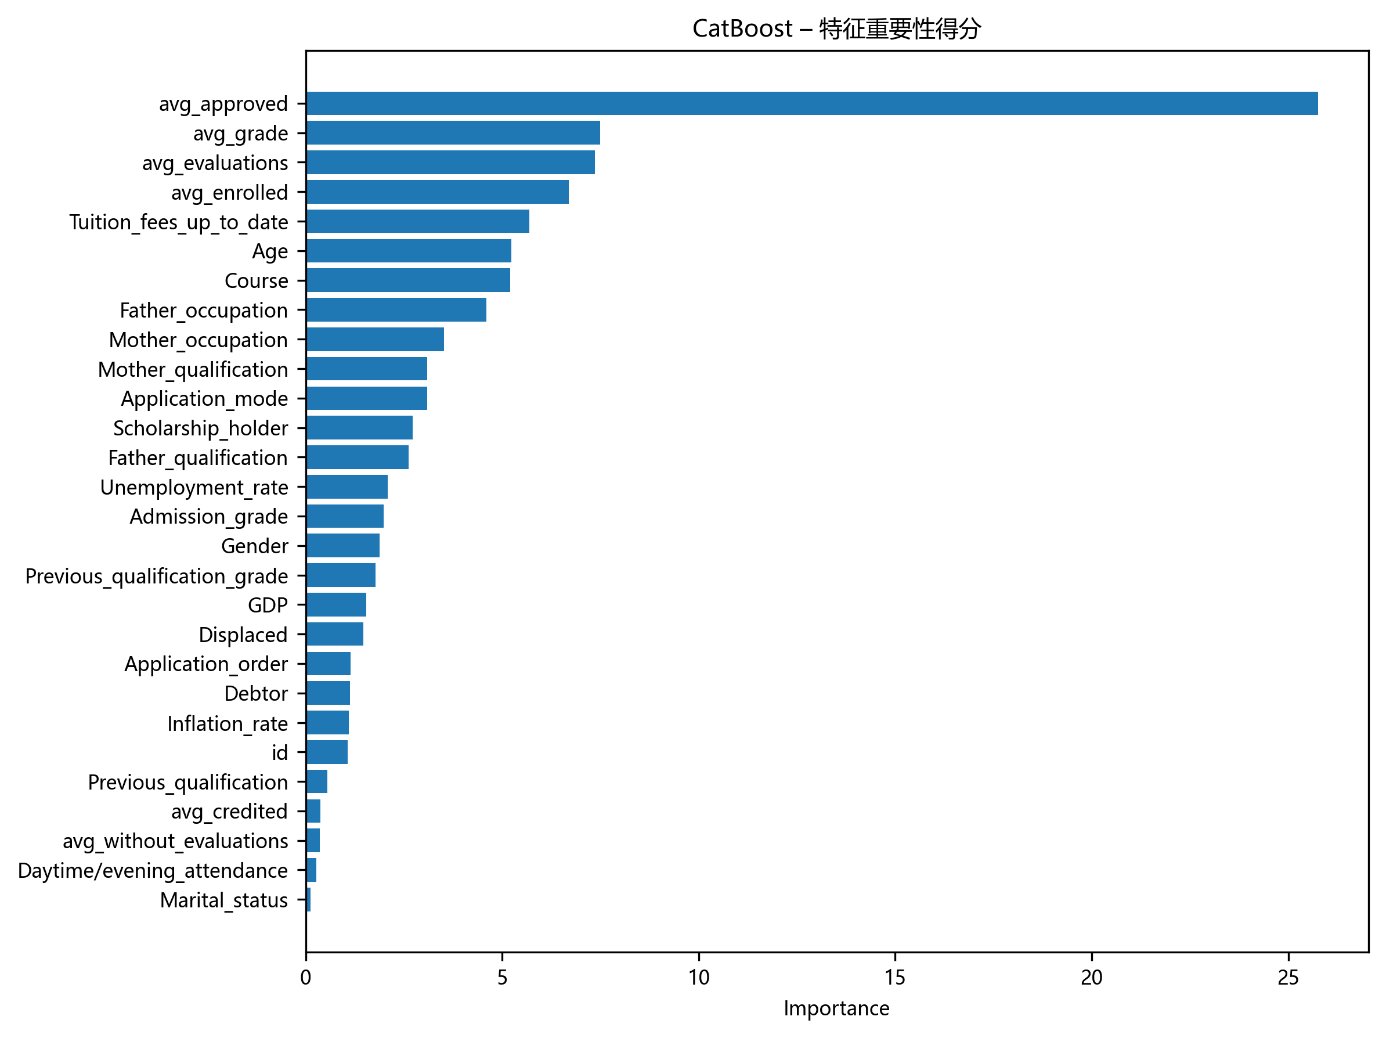 CatBoost – 特征重要性得分
avg_approved
avg_grade
avg_evaluations
avg_enrolled
Tuition_fees_up_to_date
Age
Course
Father_occupation
Mother_occupation
Mother_qualification
Application_mode
Scholarship_holder
Father_qualification
Unemployment_rate
Admission_grade
Gender
Previous_qualification_grade
GDP
Displaced
Application_order
Debtor
Inflation_rate
id
Previous_qualification
avg_credited
avg_without_evaluations
Daytime/evening_attendance
Marital_status
0 5 10 15 20 25
Importance